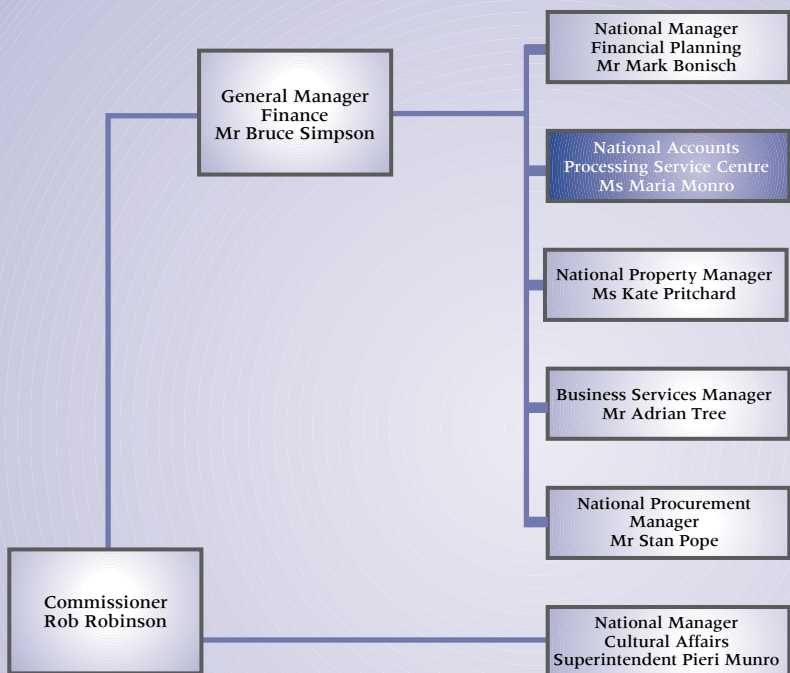 National Manager
Financial Planning
Mr Mark Bonisch
General Manager
Finance
Mr Bruce Simpson
National Accounts
Processing Service Centre
Ms Maria Monro
National Property Manager
Ms Kate Pritchard
Business Services Manager
Mr Adrian Tree
National Procurement
Manager
Mr Stan Pope
Commissioner
Rob Robinson
National Manager
Cultural Affairs
Superintendent Pieri Munro